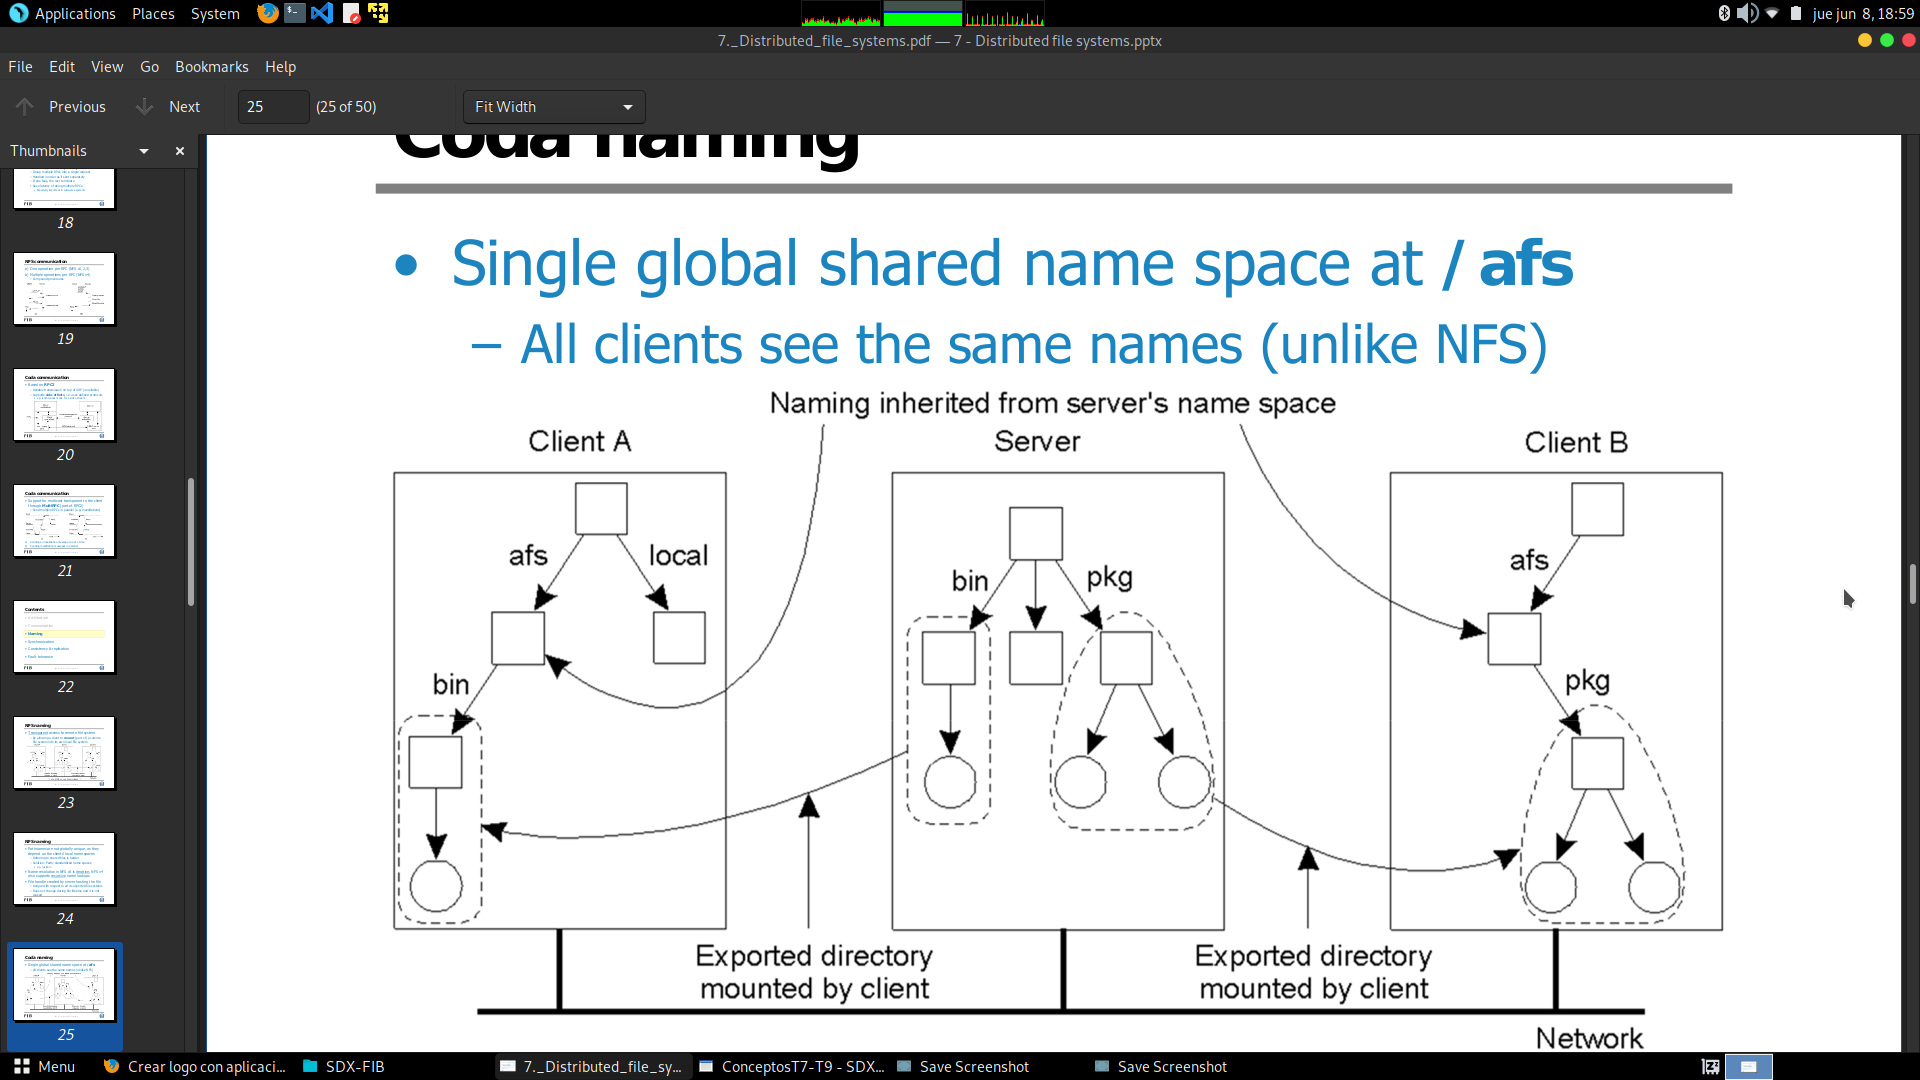 Applications Places System
jue jun 8, 18:59
7._Distributed_file_systems.pdf — 7 - Distributed file systems.pptx
File Edit View Go Bookmarks Help
Previous Next 25 (25 of 50) Fit Width
Thumbnails
18
19
20
21
22
23
24
25
Coda naming
• Single global shared name space at /afs
– All clients see the same names (unlike NFS)
Naming inherited from server's name space
Client A Server Client B
afs local
bin pkg
afs
bin
pkg
Exported directory
mounted by client
Exported directory
mounted by client
Network
Menu Crear logo con aplicaci... SDX-FIB 7._Distributed_file_sy... ConceptosT7-T9 - SDX... Save Screenshot Save Screenshot